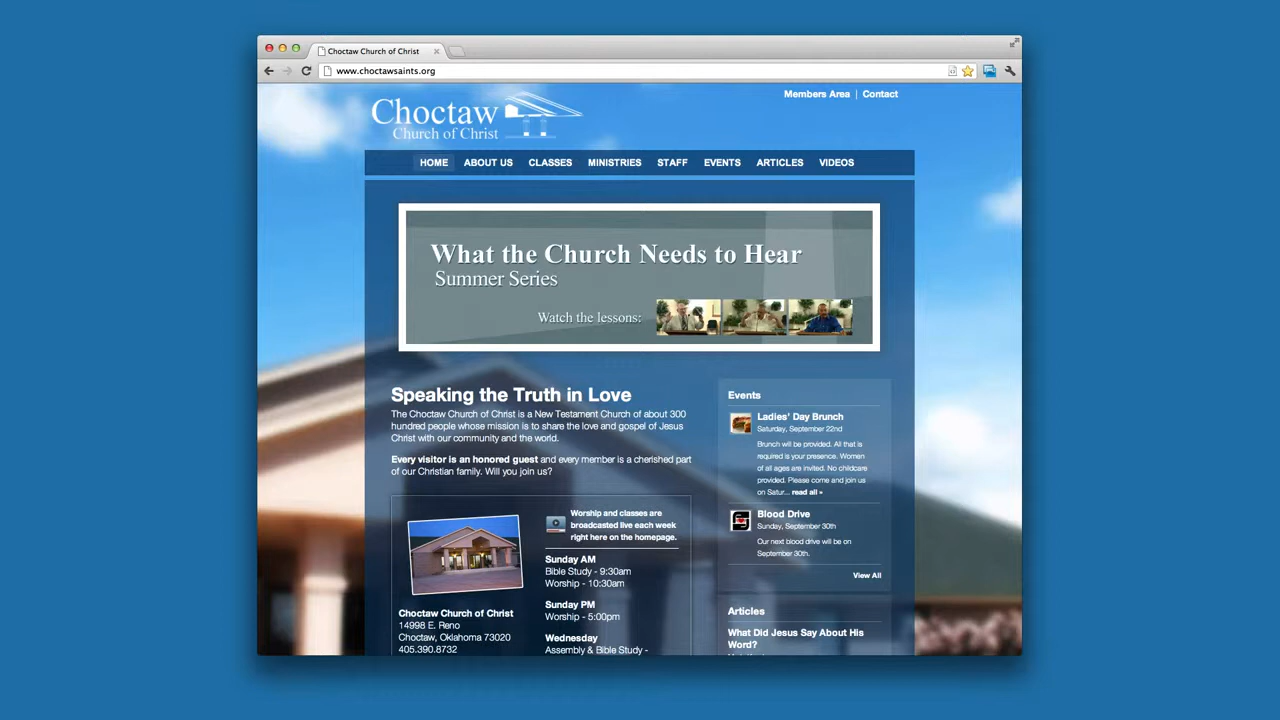 Choctaw Church of Christ
www.choctawsaints.org
Members Area | Contact
Choctaw
Church of Christ
HOME ABOUT US CLASSES MINISTRIES STAFF EVENTS ARTICLES VIDEOS
What the Church Needs to Hear
Summer Series
Watch the lessons:
Speaking the Truth in Love
The Choctaw Church of Christ is a New Testament Church of about 300
hundred people whose mission is to share the love and gospel of Jesus
Christ with our community and the world.
Every visitor is an honored guest and every member is a cherished part
of our Christian family. Will you join us?
Choctaw Church of Christ
14998 E. Reno
Choctaw, Oklahoma 73020
405.390.8732
Worship and classes are
broadcasted live each week
right here on the homepage.
Sunday AM
Bible Study - 9:30am
Worship - 10:30am
Sunday PM
Worship - 5:00pm
Wednesday
Assembly & Bible Study -
Events
Ladies' Day Brunch
Saturday, September 22nd
Brunch will be provided. All that is
required is your presence. Women
of all ages are invited. No childcare
provided. Please come and join us
on Satur... read all »
Blood Drive
Sunday, September 30th
Our next blood drive will be on
September 30th.
View All
Articles
What Did Jesus Say About His
Word?